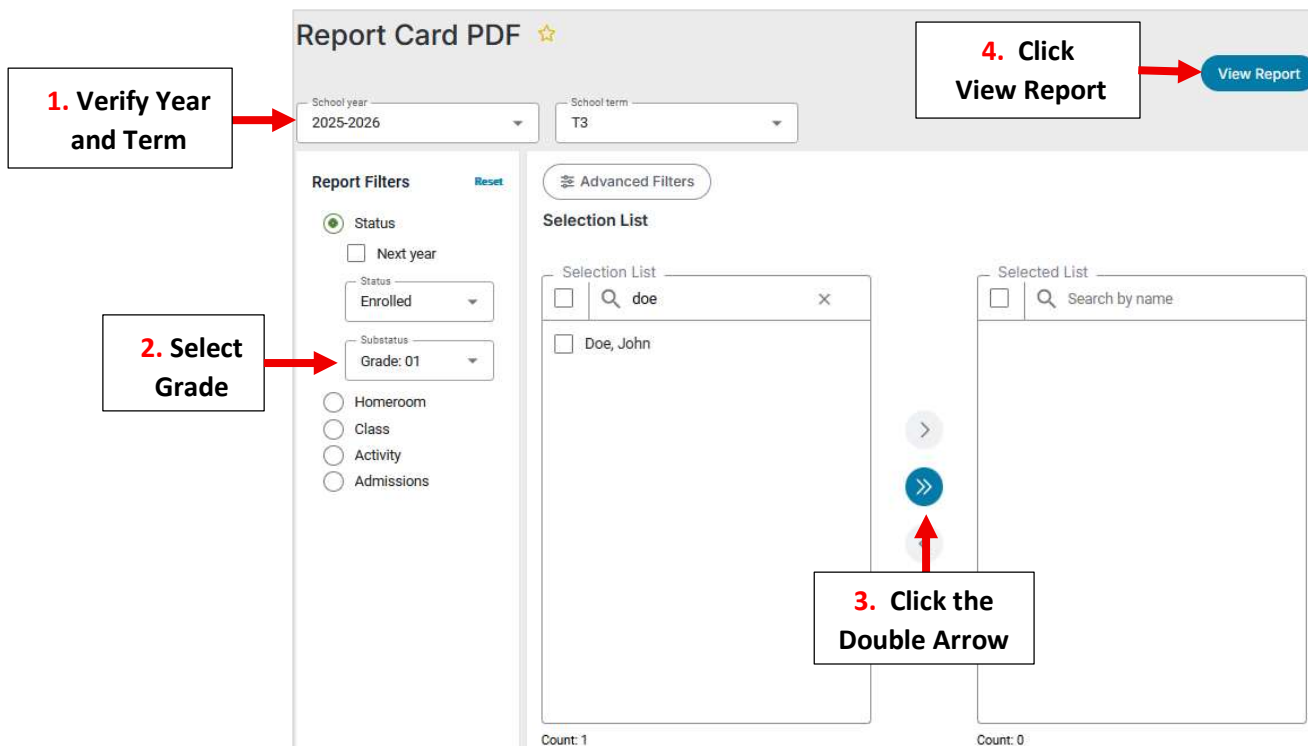 Report Card PDF
4. Click
View Report
View Report
1. Verify Year
and Term
School year
2025-2026
School term
T3
Report Filters
Reset
Advanced Filters
Status
Selection List
Next year
Status
Enrolled
Selection List
doe
Selected List
Search by name
2. Select
Grade
Substatus
Grade: 01
Doe, John
Homeroom
Class
Activity
Admissions
3. Click the
Double Arrow
Count: 1
Count: 0